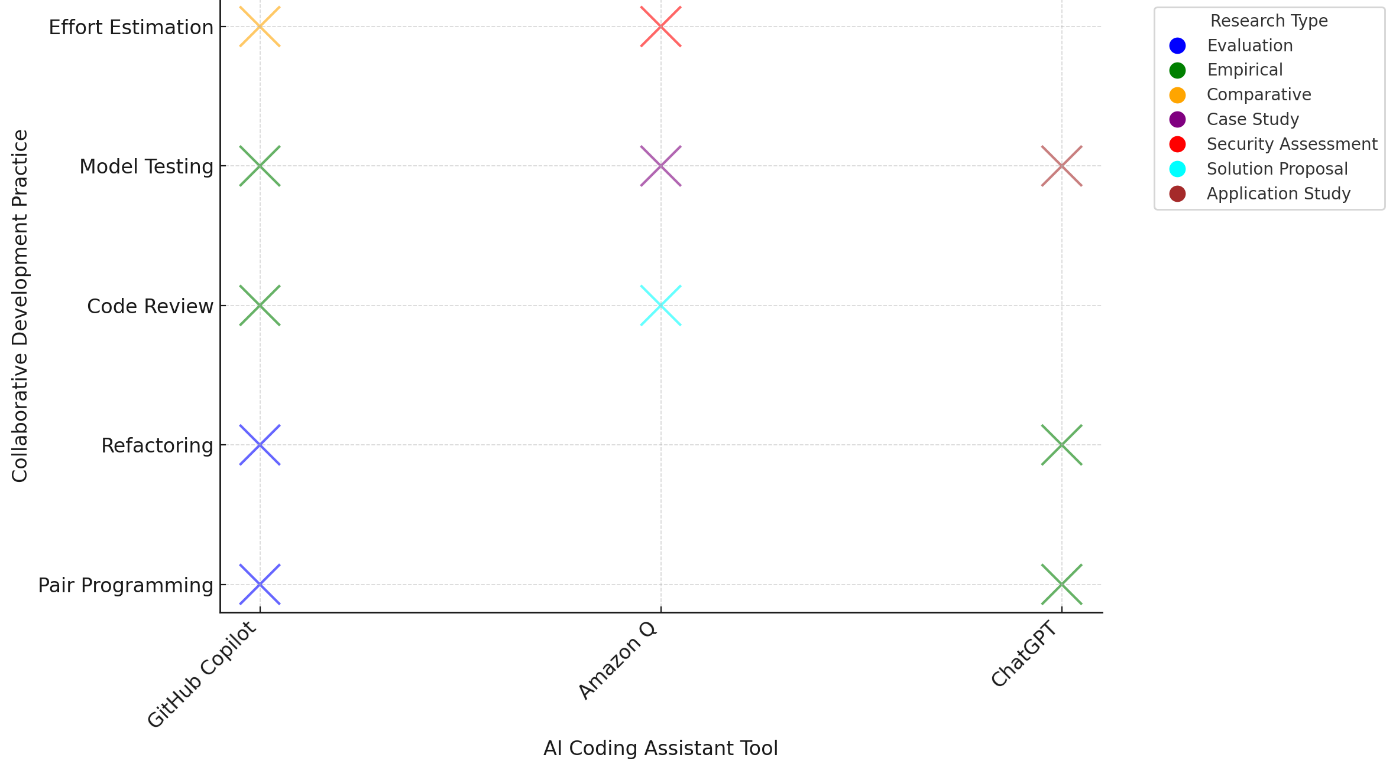 Effort Estimation
Model Testing
Code Review
Refactoring
Pair Programming
Collaborative Development Practice
GitHub Copilot
Amazon Q
ChatGPT
AI Coding Assistant Tool
Research Type
Evaluation
Empirical
Comparative
Case Study
Security Assessment
Solution Proposal
Application Study